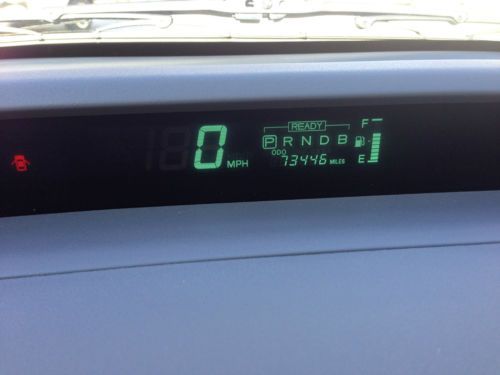 READY F
0 MPH P R N D B
ODO
73446 MILES E